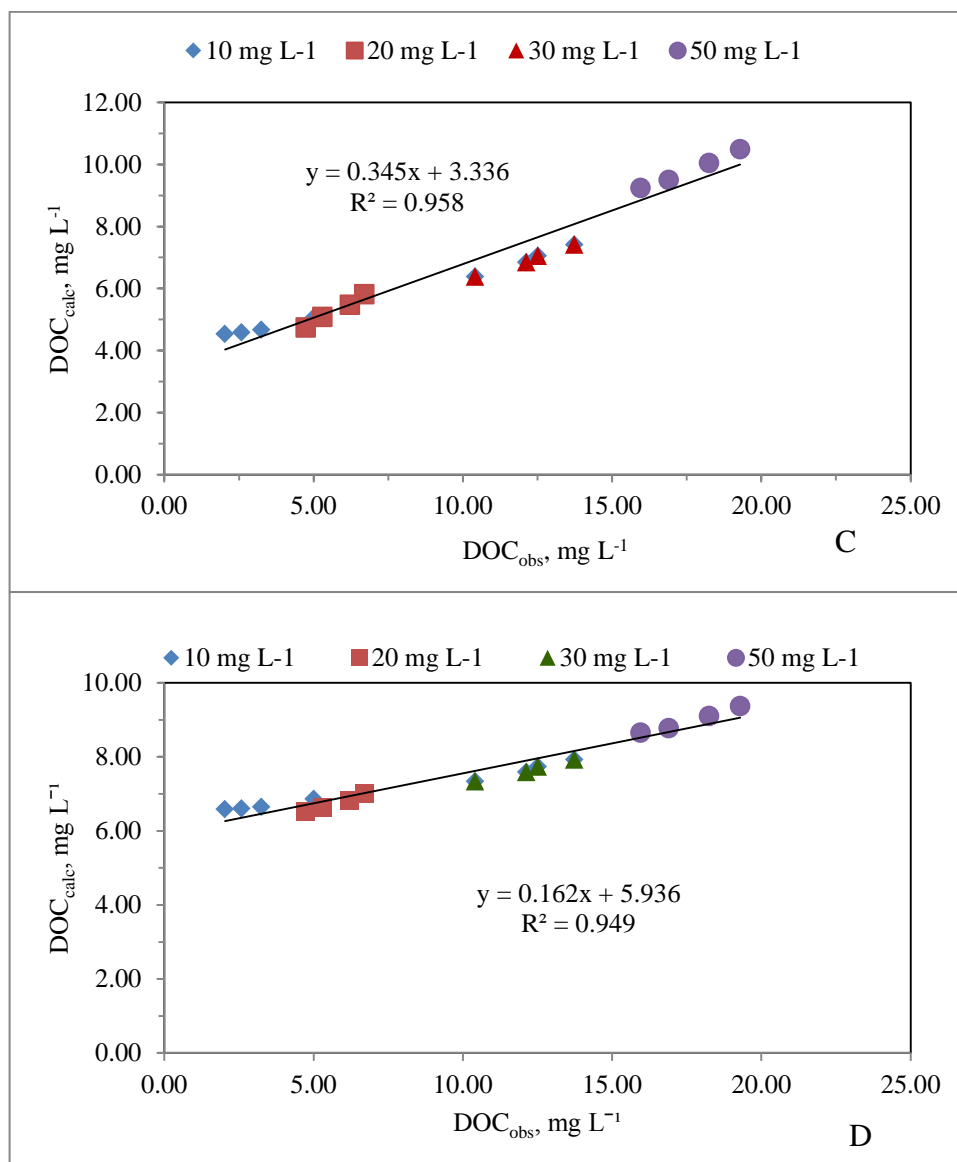 10 mg L-1 20 mg L-1 30 mg L-1 50 mg L-1
12.00
10.00
8.00
6.00
4.00
2.00
0.00
y = 0.345x + 3.336
R² = 0.958
DOCcalc, mg L-1
0.00 5.00 10.00 15.00 20.00 25.00
DOCobs, mg L-1
C
10 mg L-1 20 mg L-1 30 mg L-1 50 mg L-1
10.00
8.00
6.00
4.00
2.00
0.00
y = 0.162x + 5.936
R² = 0.949
DOCcalc, mg L⁻¹
0.00 5.00 10.00 15.00 20.00 25.00
DOCobs, mg L⁻¹
D